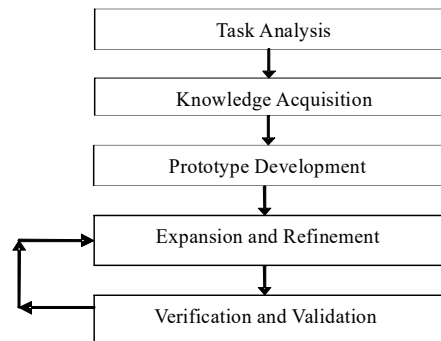 Task Analysis
Knowledge Acquisition
Prototype Development
Expansion and Refinement
Verification and Validation